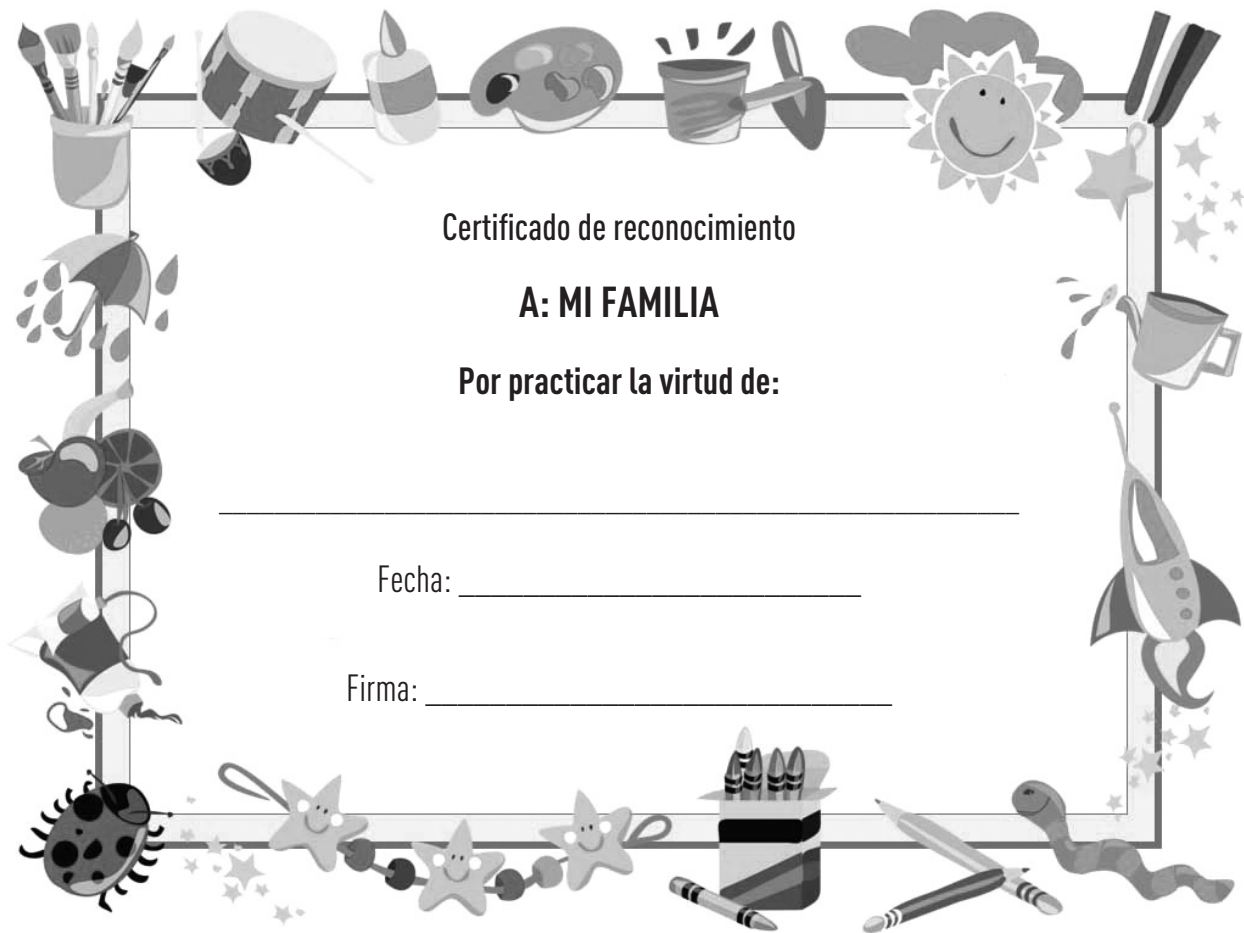 Certificado de reconocimiento
A: MI FAMILIA
Por practicar la virtud de:
Fecha:
Firma: